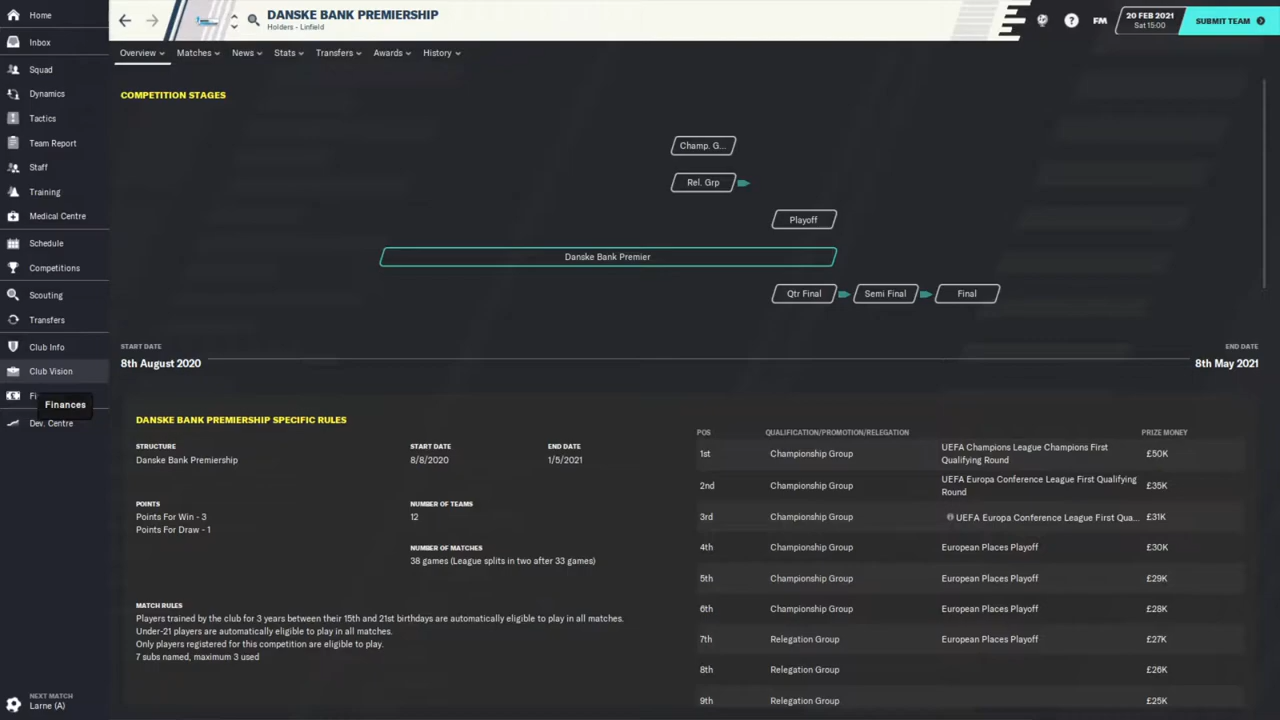 Home
DANSKE BANK PREMIERSHIP
Holders - Linfield
FM
20 FEB 2021
Sat 15:00
SUBMIT TEAM
Inbox
Overview
Matches
News
Stats
Transfers
Awards
History
Squad
Dynamics
Tactics
Team Report
Staff
Training
Medical Centre
Schedule
Competitions
Scouting
Transfers
Club Info
Club Vision
Fi
Finances
Dev. Centre
NEXT MATCH
Larne (A)
COMPETITION STAGES
Champ. G...
Rel. Grp
Playoff
Danske Bank Premier
Qtr Final
Semi Final
Final
START DATE
8th August 2020
END DATE
8th May 2021
DANSKE BANK PREMIERSHIP SPECIFIC RULES
STRUCTURE
Danske Bank Premiership
START DATE
8/8/2020
END DATE
1/5/2021
POINTS
Points For Win - 3
Points For Draw - 1
NUMBER OF TEAMS
12
NUMBER OF MATCHES
38 games (League splits in two after 33 games)
MATCH RULES
Players trained by the club for 3 years between their 15th and 21st birthdays are automatically eligible to play in all matches.
Under-21 players are automatically eligible to play in all matches.
Only players registered for this competition are eligible to play.
7 subs named, maximum 3 used
POS QUALIFICATION/PROMOTION/RELEGATION PRIZE MONEY
1st Championship Group UEFA Champions League Champions First Qualifying Round £50K
2nd Championship Group UEFA Europa Conference League First Qualifying Round £35K
3rd Championship Group UEFA Europa Conference League First Qua... £31K
4th Championship Group European Places Playoff £30K
5th Championship Group European Places Playoff £29K
6th Championship Group European Places Playoff £28K
7th Relegation Group European Places Playoff £27K
8th Relegation Group £26K
9th Relegation Group £25K